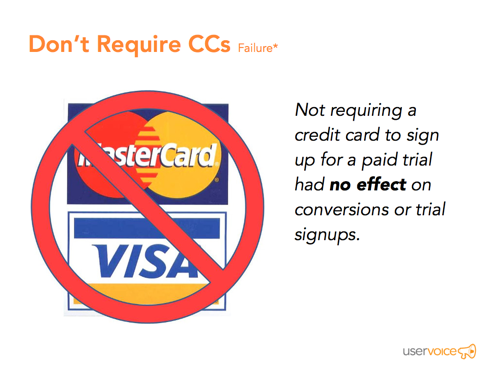 Don't Require CCs Failure*
MasterCard
VISA
Not requiring a
credit card to sign
up for a paid trial
had no effect on
conversions or trial
signups.
uservoice